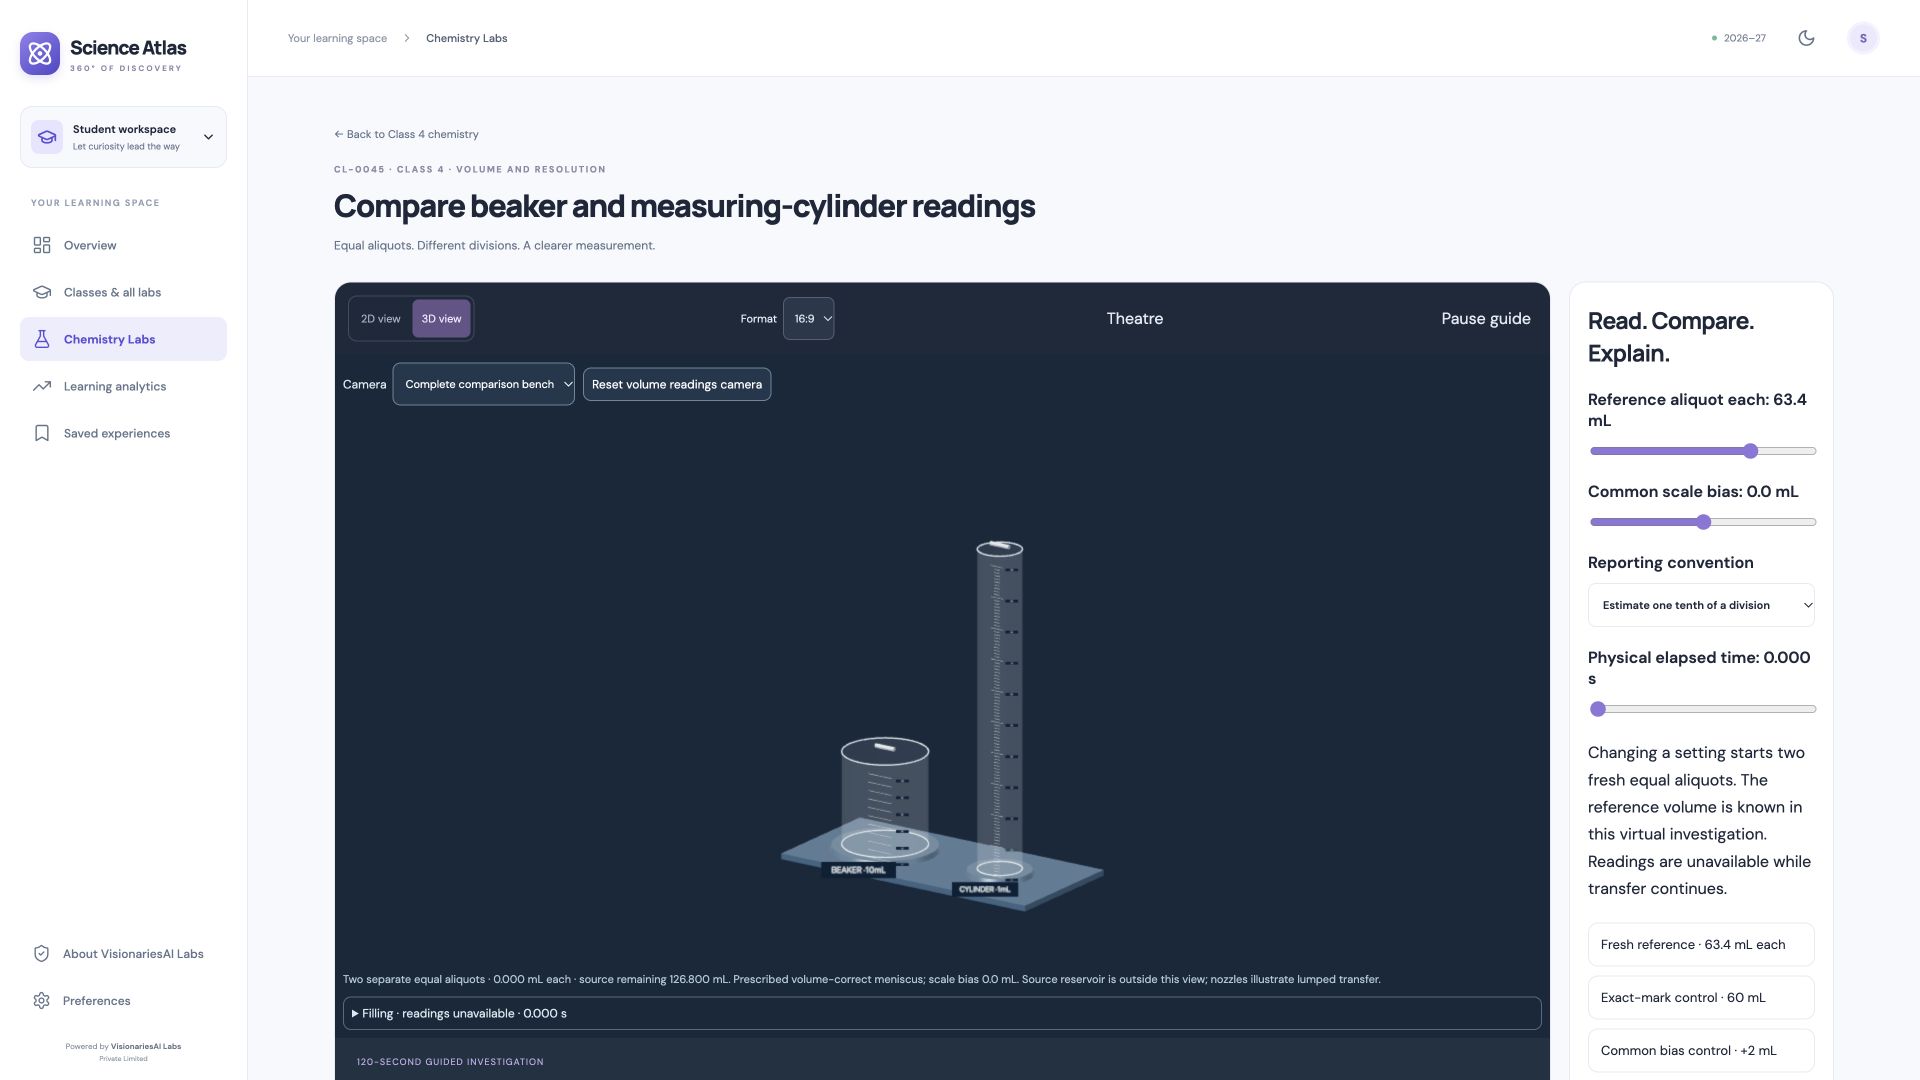 Science Atlas
360° OF DISCOVERY
Student workspace
Let curiosity lead the way
YOUR LEARNING SPACE
Overview
Classes & all labs
Chemistry Labs
Learning analytics
Saved experiences
About VisionariesAI Labs
Preferences
Powered by VisionariesAI Labs
Private Limited
Your learning space
Chemistry Labs
2026–27
S
← Back to Class 4 chemistry
CL-0045 · CLASS 4 · VOLUME AND RESOLUTION
Compare beaker and measuring-cylinder readings
Equal aliquots. Different divisions. A clearer measurement.
2D view
3D view
Format
16:9
Theatre
Pause guide
Camera
Complete comparison bench
Reset volume readings camera
BEAKER·10mL
CYLINDER·1mL
Two separate equal aliquots · 0.000 mL each · source remaining 126.800 mL. Prescribed volume-correct meniscus; scale bias 0.0 mL. Source reservoir is outside this view; nozzles illustrate lumped transfer.
▶ Filling · readings unavailable · 0.000 s
120-SECOND GUIDED INVESTIGATION
Read. Compare.
Explain.
Reference aliquot each: 63.4
mL
Common scale bias: 0.0 mL
Reporting convention
Estimate one tenth of a division
Physical elapsed time: 0.000
s
Changing a setting starts two
fresh equal aliquots. The
reference volume is known in
this virtual investigation.
Readings are unavailable while
transfer continues.
Fresh reference · 63.4 mL each
Exact-mark control · 60 mL
Common bias control · +2 mL